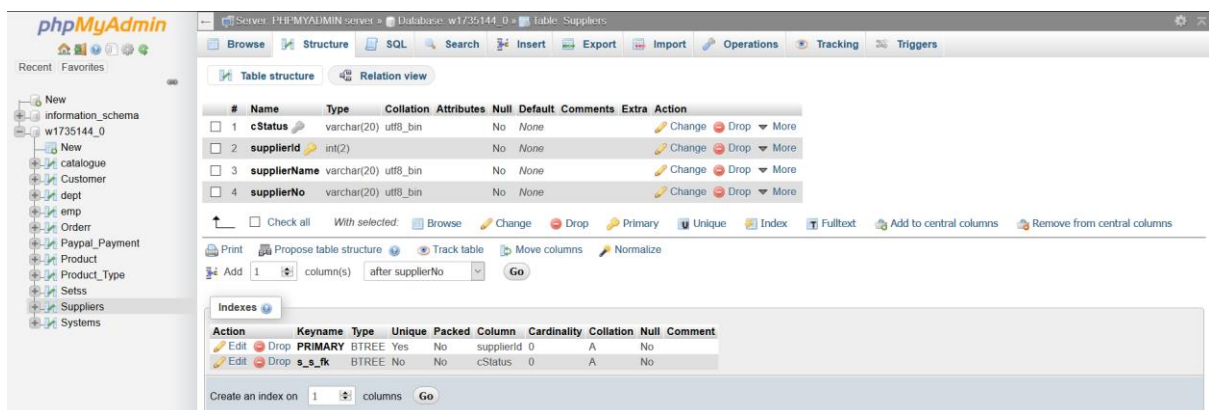 phpMyAdmin
Recent Favorites
New
information_schema
w1735144_0
New
catalogue
Customer
dept
emp
Orderr
Paypal_Payment
Product
Product_Type
Setss
Suppliers
Systems
Server: PHPMYADMIN server » Database: w1735144_0 » Table: Suppliers
Browse Structure SQL Search Insert Export Import Operations Tracking Triggers
Table structure Relation view
# Name Type Collation Attributes Null Default Comments Extra Action
1 cStatus varchar(20) utf8_bin No None Change Drop More
2 supplierId int(2) No None Change Drop More
3 supplierName varchar(20) utf8_bin No None Change Drop More
4 supplierNo varchar(20) utf8_bin No None Change Drop More
Check all With selected: Browse Change Drop Primary Unique Index Fulltext Add to central columns Remove from central columns
Print Propose table structure Track table Move columns Normalize
Add 1 column(s) after supplierNo Go
Indexes
Action Keyname Type Unique Packed Column Cardinality Collation Null Comment
Edit Drop PRIMARY BTREE Yes No supplierId 0 A No
Edit Drop s_s_fk BTREE No No cStatus 0 A No
Create an index on 1 columns Go